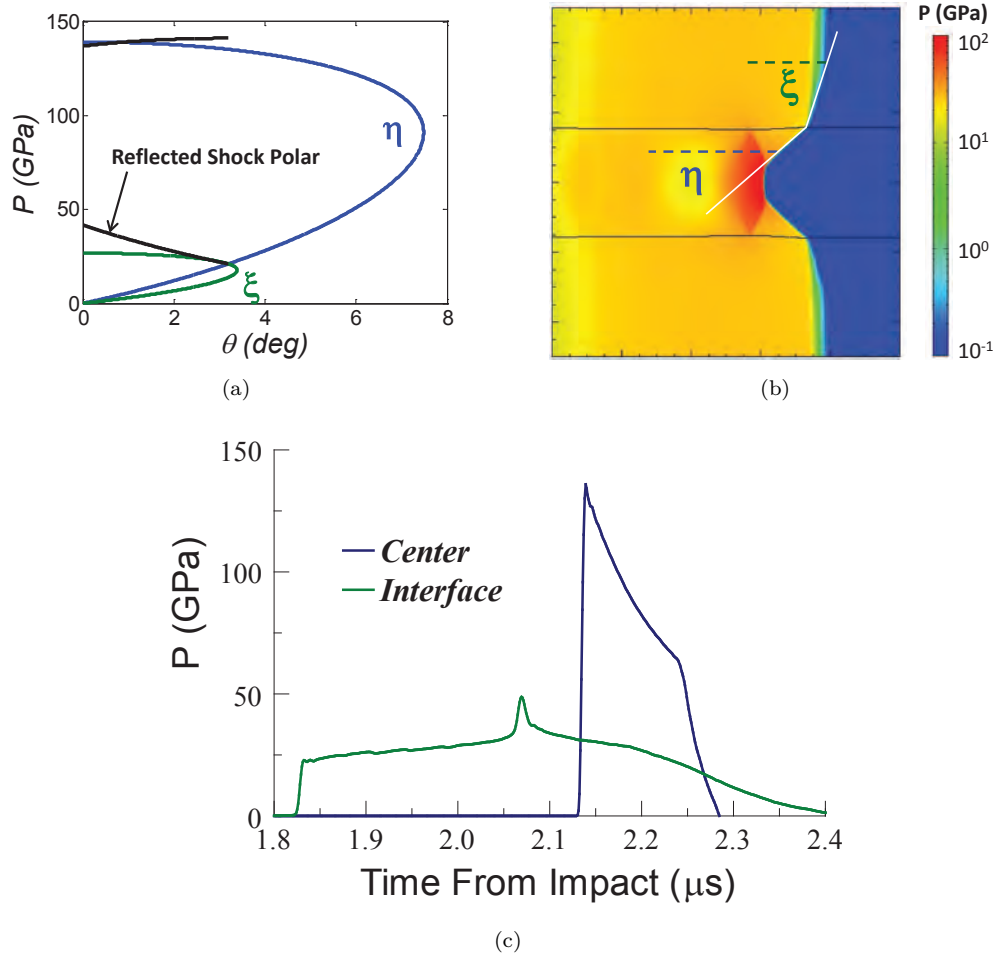 150
100
50
0
P (GPa)
η
Reflected Shock Polar
ξ
0 2 4 6 8
θ (deg)
(a)
ξ
η
P (GPa)
10²
10¹
10⁰
10⁻¹
(b)
150
100
50
0
P (GPa)
Center
Interface
1.8 1.9 2.0 2.1 2.2 2.3 2.4
Time From Impact (μs)
(c)